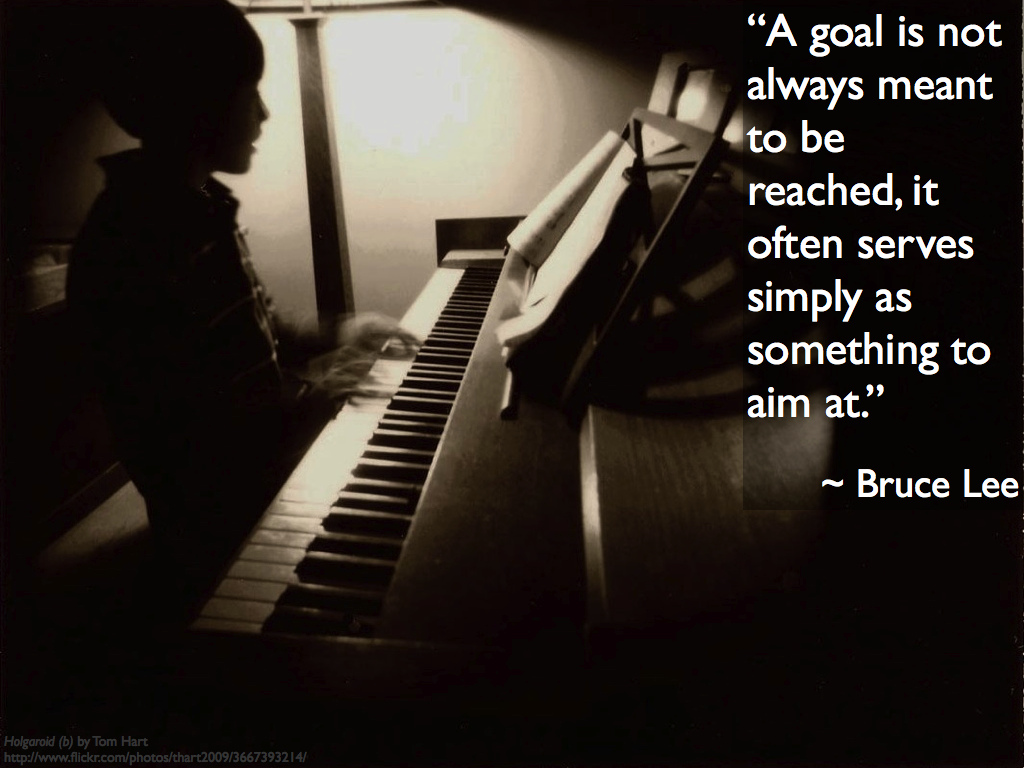 “A goal is not
always meant
to be
reached, it
often serves
simply as
something to
aim at.”
~ Bruce Lee
Holgaroid (b) by Tom Hart
http://www.flickr.com/photos/thart2009/3667393214/